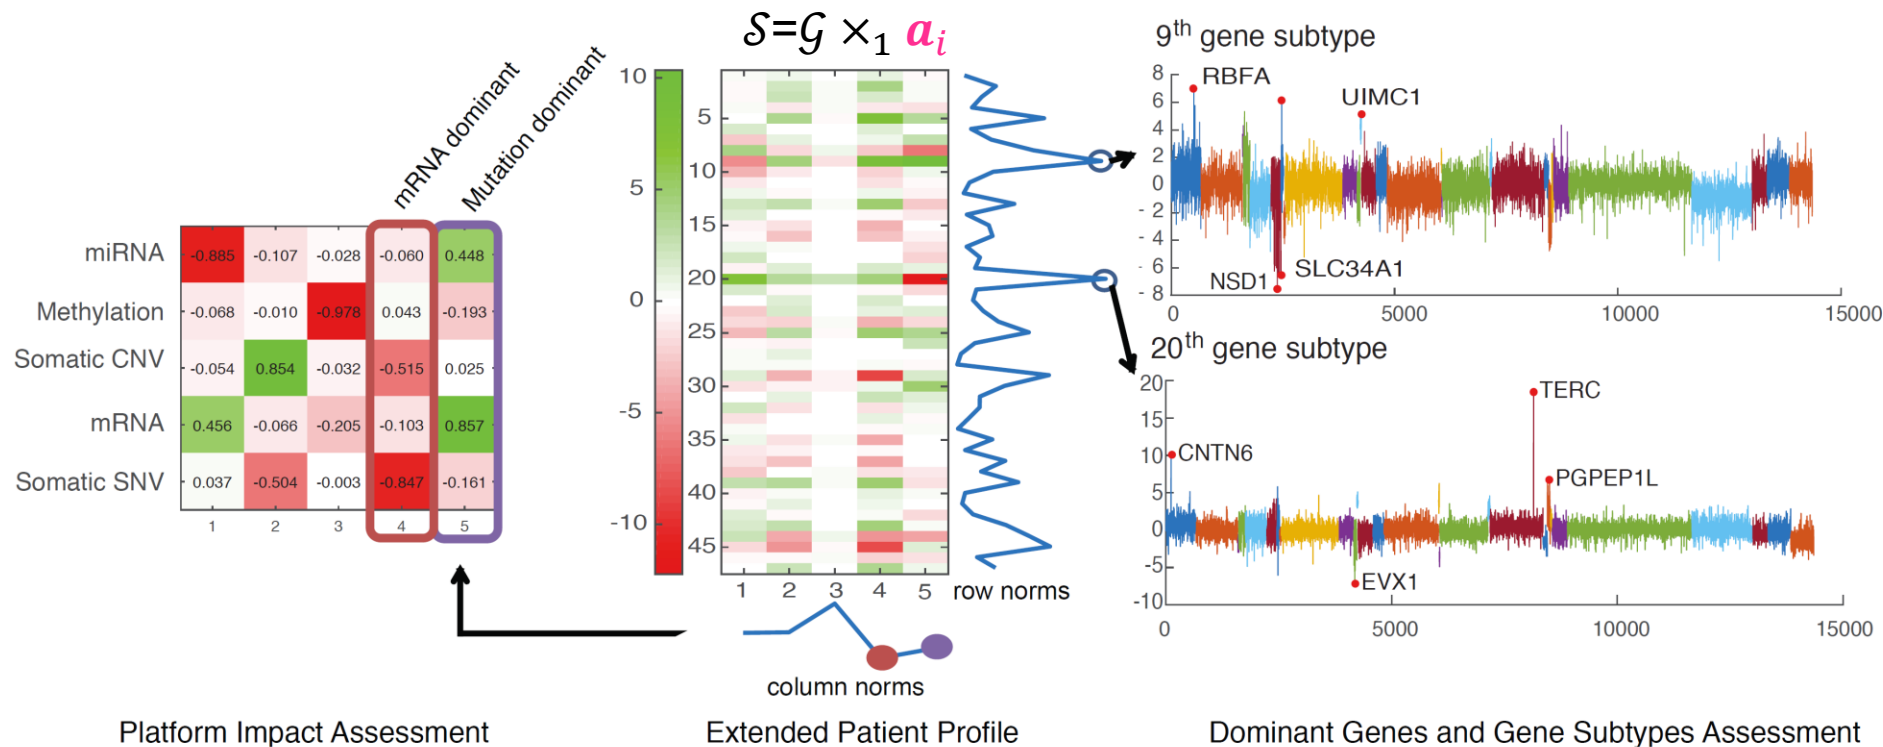 𝒮=𝒢 ×₁ 𝒂ᵢ
mRNA dominant
Mutation dominant
miRNA
-0.885 -0.107 -0.028 -0.060 0.448
Methylation
-0.068 -0.010 -0.978 0.043 -0.193
Somatic CNV
-0.054 0.854 -0.032 -0.515 0.025
mRNA
0.456 -0.066 -0.205 -0.103 0.857
Somatic SNV
0.037 -0.504 -0.003 -0.847 -0.161
1 2 3 4 5
10
5
0
-5
-10
5
10
15
20
25
30
35
40
45
1 2 3 4 5
row norms
column norms
9th gene subtype
8
6
4
2
0
- 2
- 4
- 6
- 8
RBFA
UIMC1
NSD1
SLC34A1
0 5000 10000 15000
20th gene subtype
20
15
10
5
0
-5
-10
CNTN6
TERC
PGPEP1L
EVX1
0 5000 10000 15000
Platform Impact Assessment
Extended Patient Profile
Dominant Genes and Gene Subtypes Assessment